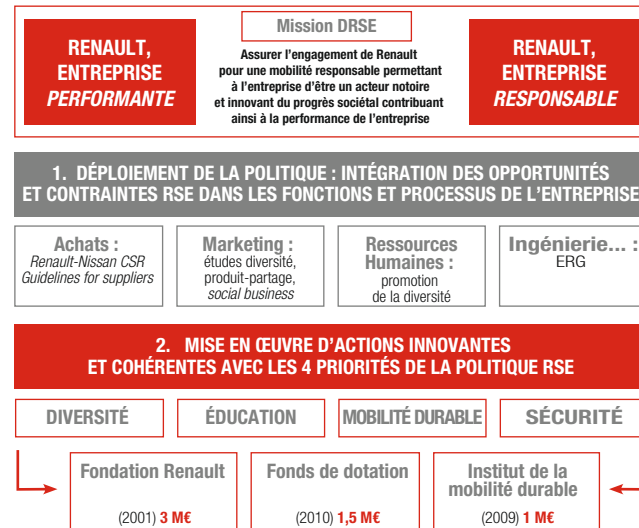 Mission DRSE
RENAULT,
ENTREPRISE
PERFORMANTE
Assurer l'engagement de Renault
pour une mobilité responsable permettant
à l'entreprise d'être un acteur notoire
et innovant du progrès sociétal contribuant
ainsi à la performance de l'entreprise
RENAULT,
ENTREPRISE
RESPONSABLE
1. DÉPLOIEMENT DE LA POLITIQUE : INTÉGRATION DES OPPORTUNITÉS
ET CONTRAINTES RSE DANS LES FONCTIONS ET PROCESSUS DE L'ENTREPRISE
Achats :
Renault-Nissan CSR
Guidelines for suppliers
Marketing :
études diversité,
produit-partage,
social business
Ressources
Humaines :
promotion
de la diversité
Ingénierie... :
ERG
2. MISE EN ŒUVRE D'ACTIONS INNOVANTES
ET COHÉRENTES AVEC LES 4 PRIORITÉS DE LA POLITIQUE RSE
DIVERSITÉ
ÉDUCATION
MOBILITÉ DURABLE
SÉCURITÉ
Fondation Renault
(2001) 3 M€
Fonds de dotation
(2010) 1,5 M€
Institut de la
mobilité durable
(2009) 1 M€